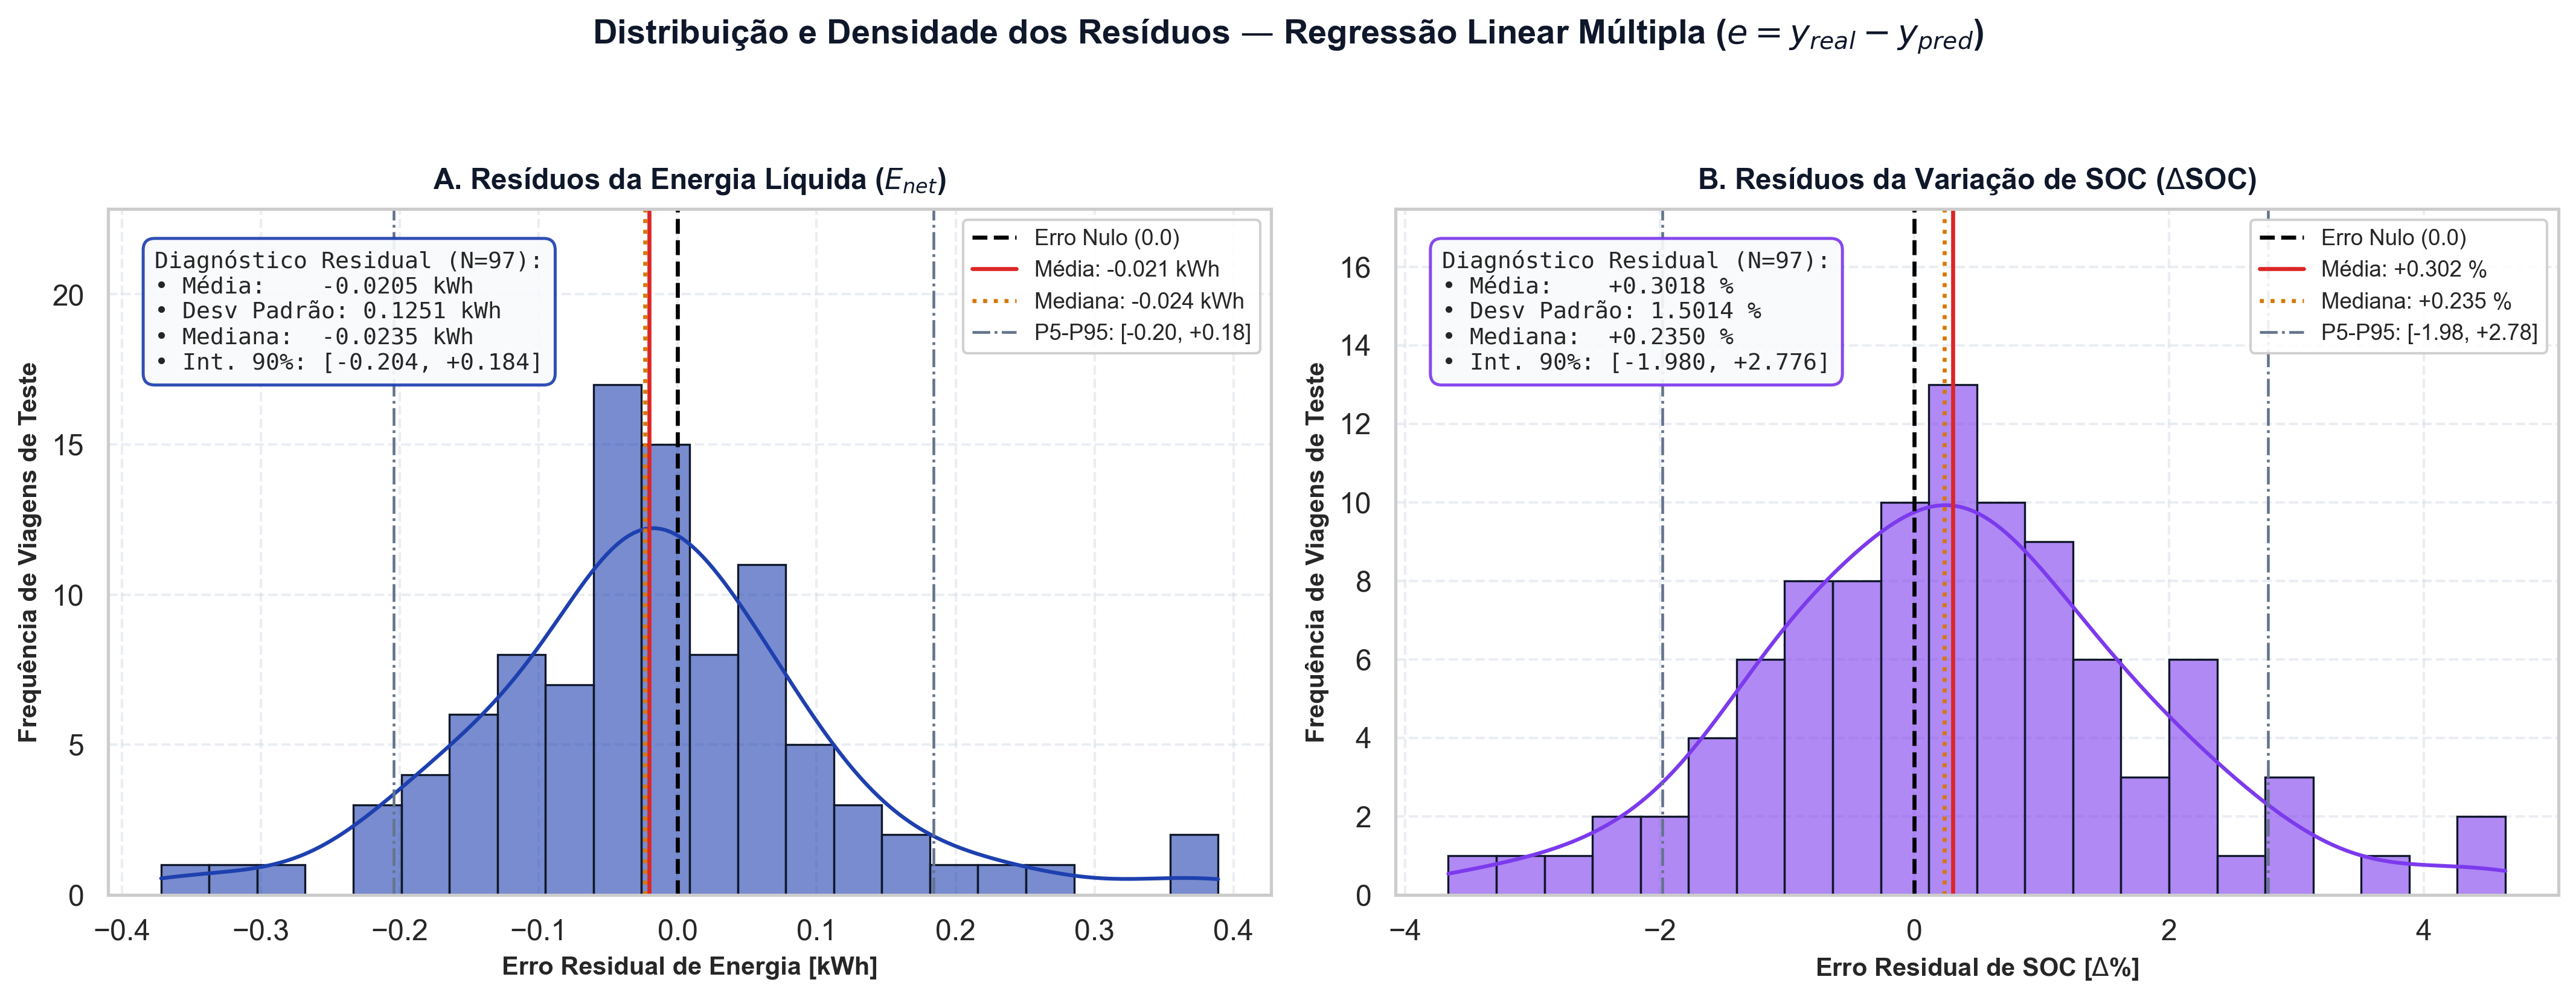 Distribuição e Densidade dos Resíduos — Regressão Linear Múltipla (e = y_real − y_pred)
A. Resíduos da Energia Líquida (E_net)
Frequência de Viagens de Teste
20
15
10
5
0
Diagnóstico Residual (N=97):
• Média: -0.0205 kWh
• Desv Padrão: 0.1251 kWh
• Mediana: -0.0235 kWh
• Int. 90%: [-0.204, +0.184]
Erro Nulo (0.0)
Média: -0.021 kWh
Mediana: -0.024 kWh
P5-P95: [-0.20, +0.18]
−0.4 −0.3 −0.2 −0.1 0.0 0.1 0.2 0.3 0.4
Erro Residual de Energia [kWh]
B. Resíduos da Variação de SOC (ΔSOC)
Frequência de Viagens de Teste
16
14
12
10
8
6
4
2
0
Diagnóstico Residual (N=97):
• Média: +0.3018 %
• Desv Padrão: 1.5014 %
• Mediana: +0.2350 %
• Int. 90%: [-1.980, +2.776]
Erro Nulo (0.0)
Média: +0.302 %
Mediana: +0.235 %
P5-P95: [-1.98, +2.78]
−4 −2 0 2 4
Erro Residual de SOC [Δ%]